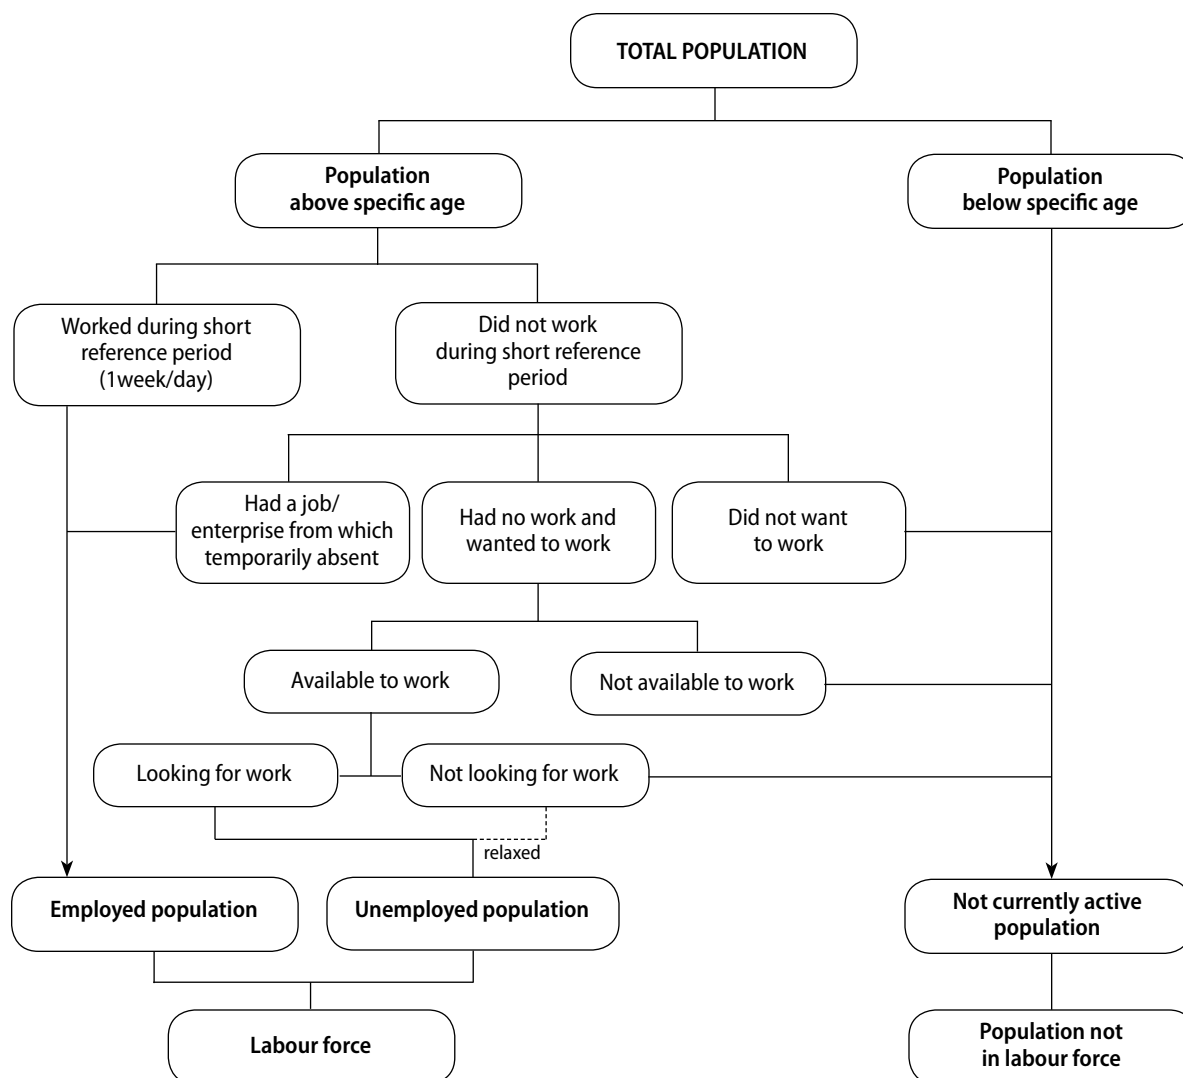 TOTAL POPULATION
Population
above specific age
Population
below specific age
Worked during short
reference period
(1week/day)
Did not work
during short reference
period
Had a job/
enterprise from which
temporarily absent
Had no work and
wanted to work
Did not want
to work
Available to work
Not available to work
Looking for work
Not looking for work
relaxed
Employed population
Unemployed population
Not currently active
population
Labour force
Population not
in labour force